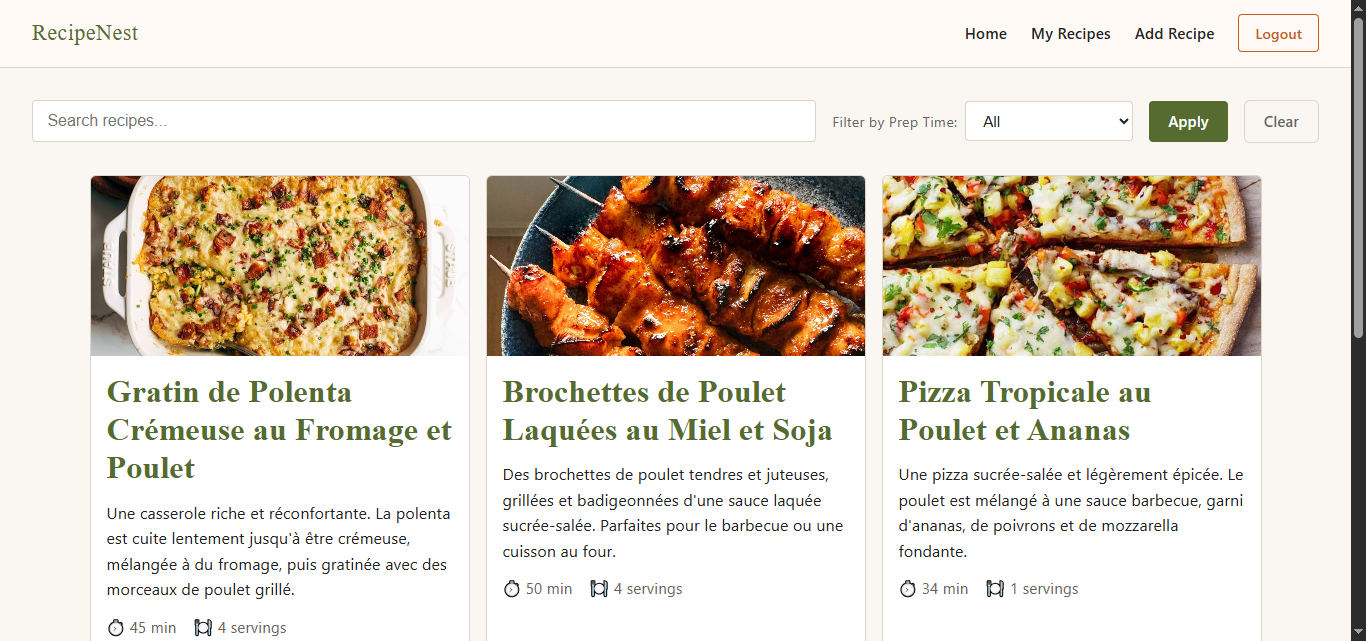 RecipeNest
Home
My Recipes
Add Recipe
Logout
Search recipes...
Filter by Prep Time:
All
Apply
Clear
STAUB
STAUB
Gratin de Polenta
Crémeuse au Fromage et
Poulet
Une casserole riche et réconfortante. La polenta
est cuite lentement jusqu'à être crémeuse,
mélangée à du fromage, puis gratinée avec des
morceaux de poulet grillé.
45 min
4 servings
Brochettes de Poulet
Laquées au Miel et Soja
Des brochettes de poulet tendres et juteuses,
grillées et badigeonnées d'une sauce laquée
sucrée-salée. Parfaites pour le barbecue ou une
cuisson au four.
50 min
4 servings
Pizza Tropicale au
Poulet et Ananas
Une pizza sucrée-salée et légèrement épicée. Le
poulet est mélangé à une sauce barbecue, garni
d'ananas, de poivrons et de mozzarella
fondante.
34 min
1 servings